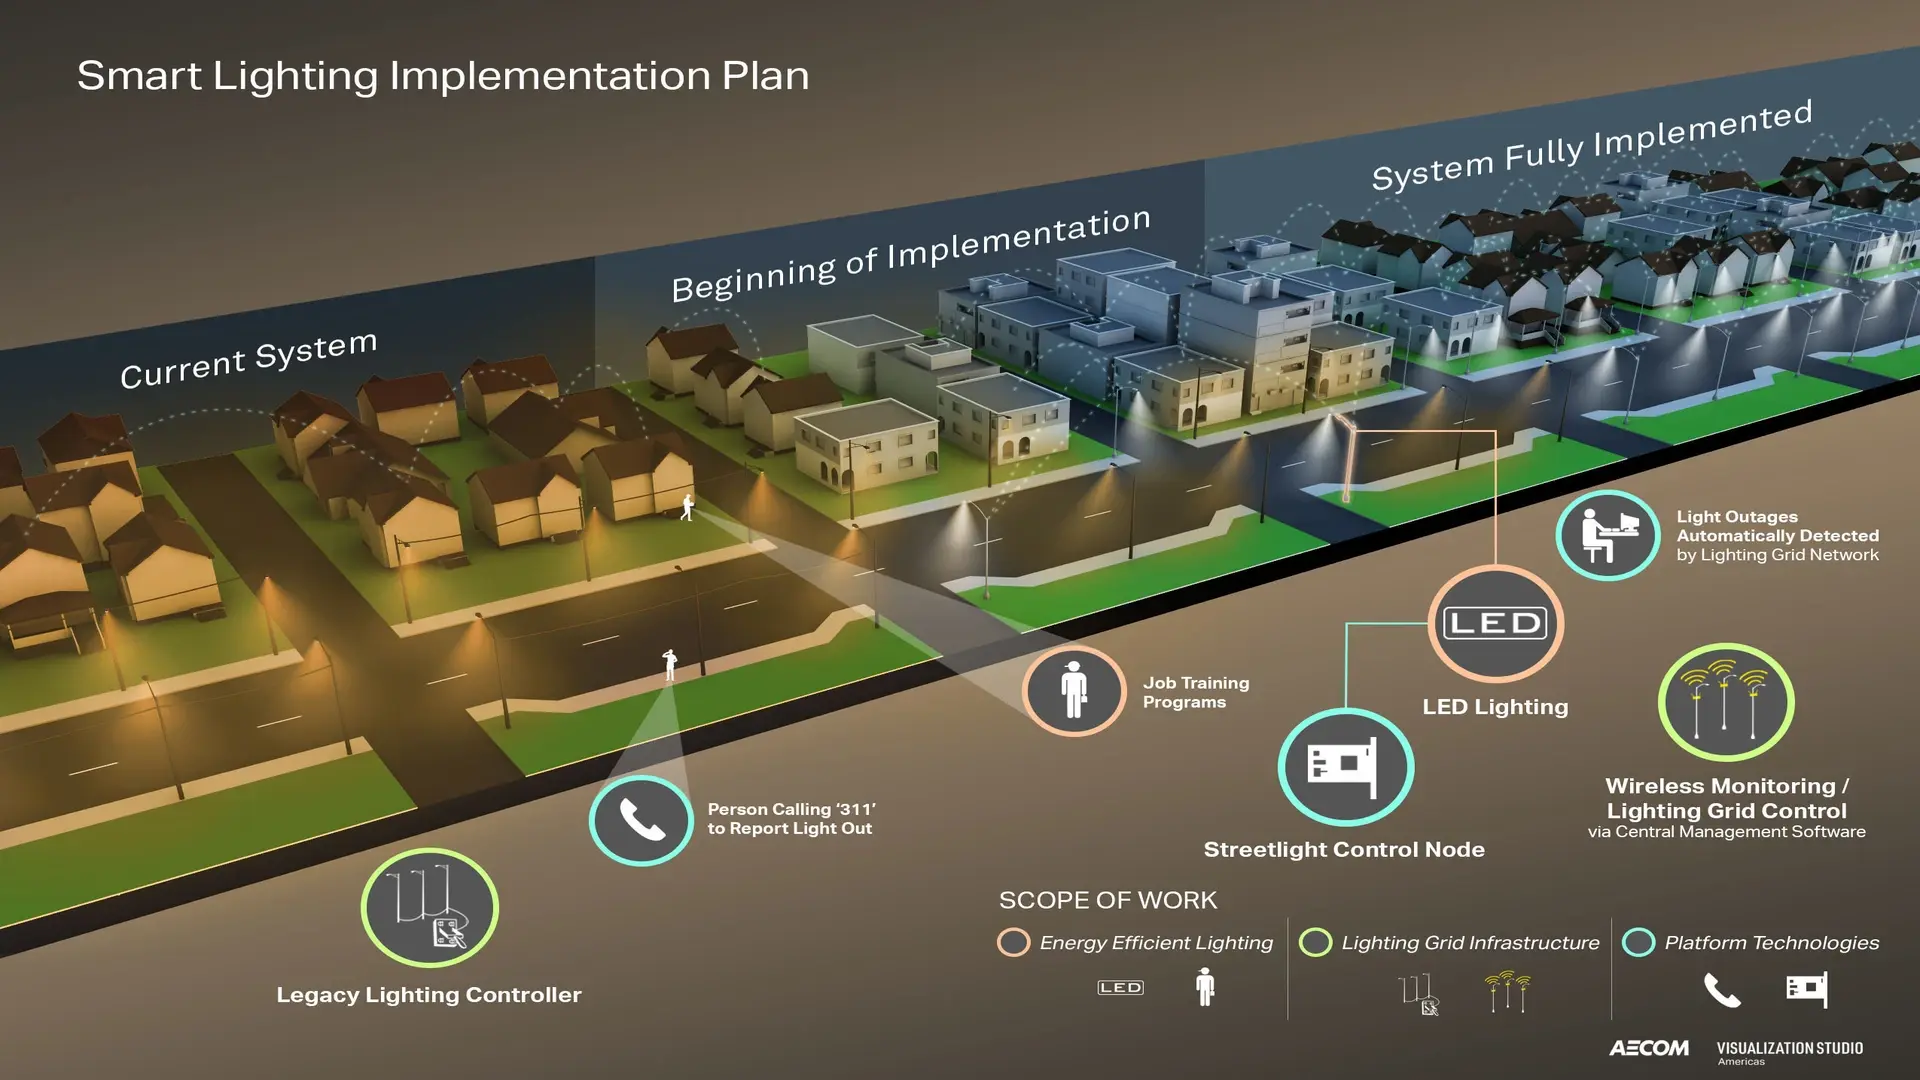 Smart Lighting Implementation Plan
Current System
Beginning of Implementation
System Fully Implemented
Light Outages
Automatically Detected
by Lighting Grid Network
LED
LED Lighting
Job Training
Programs
Wireless Monitoring /
Lighting Grid Control
via Central Management Software
Streetlight Control Node
Person Calling ‘311’
to Report Light Out
Legacy Lighting Controller
SCOPE OF WORK
Energy Efficient Lighting
Lighting Grid Infrastructure
Platform Technologies
LED
AECOM
VISUALIZATION STUDIO
Americas